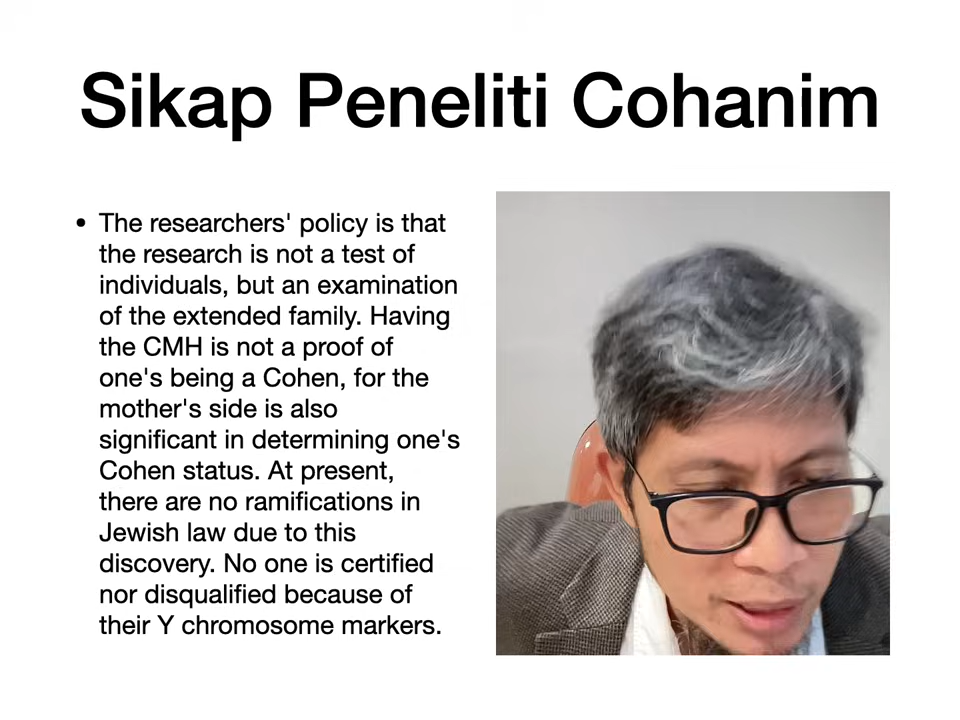 Sikap Peneliti Cohanim
• The researchers' policy is that
the research is not a test of
individuals, but an examination
of the extended family. Having
the CMH is not a proof of
one's being a Cohen, for the
mother's side is also
significant in determining one's
Cohen status. At present,
there are no ramifications in
Jewish law due to this
discovery. No one is certified
nor disqualified because of
their Y chromosome markers.